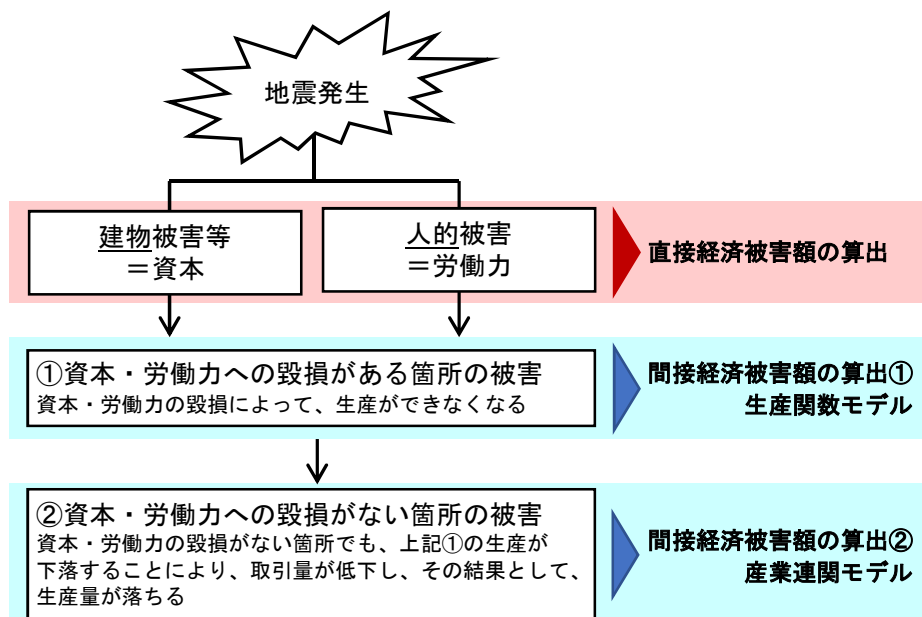 地震発生
建物被害等
＝資本
人的被害
＝労働力
直接経済被害額の算出
①資本・労働力への毀損がある箇所の被害
資本・労働力の毀損によって、生産ができなくなる
間接経済被害額の算出①
生産関数モデル
②資本・労働力への毀損がない箇所の被害
資本・労働力の毀損がない箇所でも、上記①の生産が
下落することにより、取引量が低下し、その結果として、
生産量が落ちる
間接経済被害額の算出②
産業連関モデル